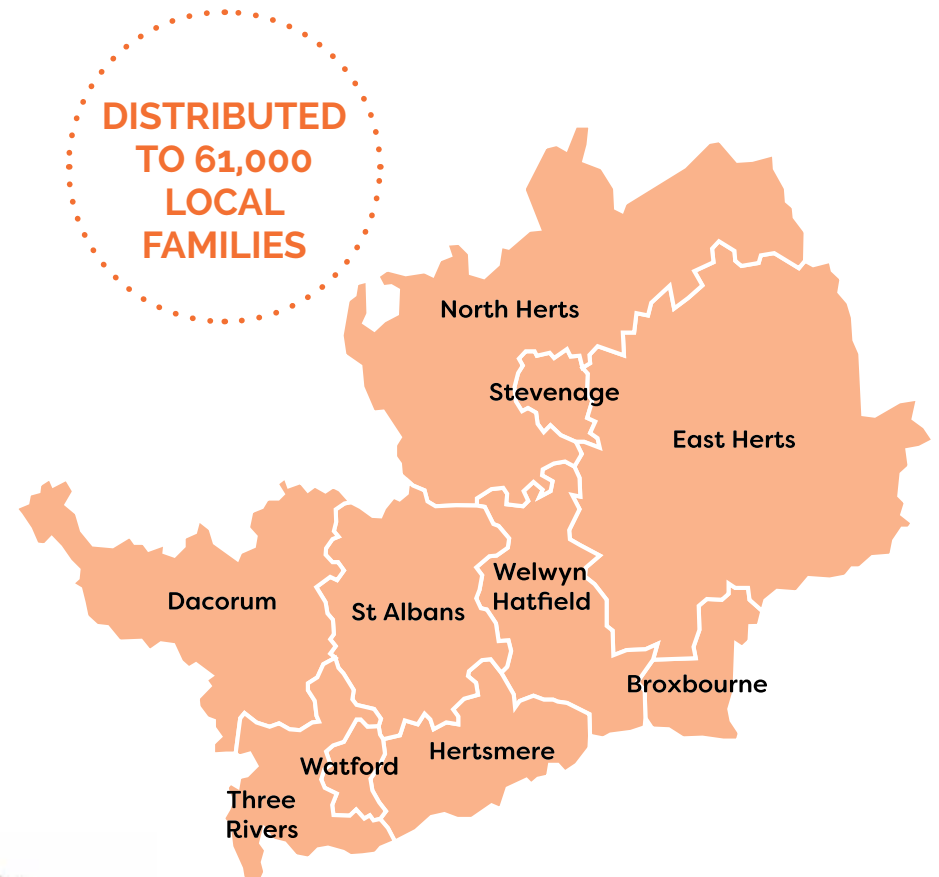 DISTRIBUTED
TO 61,000
LOCAL
FAMILIES
North Herts
Stevenage
East Herts
Welwyn
Hatfield
Dacorum
St Albans
Broxbourne
Hertsmere
Watford
Three
Rivers